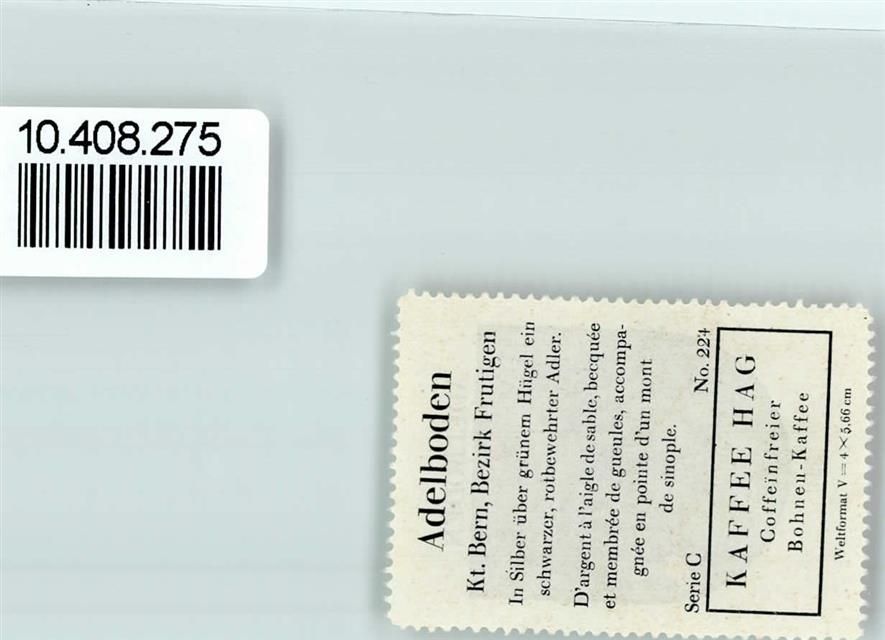 10.408.275
Adelboden
Kt. Bern, Bezirk Frutigen
In Silber über grünem Hügel ein
schwarzer, rotbewehrter Adler.
D'argent à l'aigle de sable, becquée
et membrée de gueules, accompa-
gnée en pointe d'un mont
de sinople.
Serie C No. 224
KAFFEE HAG
Coffeinfreier
Bohnen-Kaffee
Weltformat V = 4 × 5,66 cm